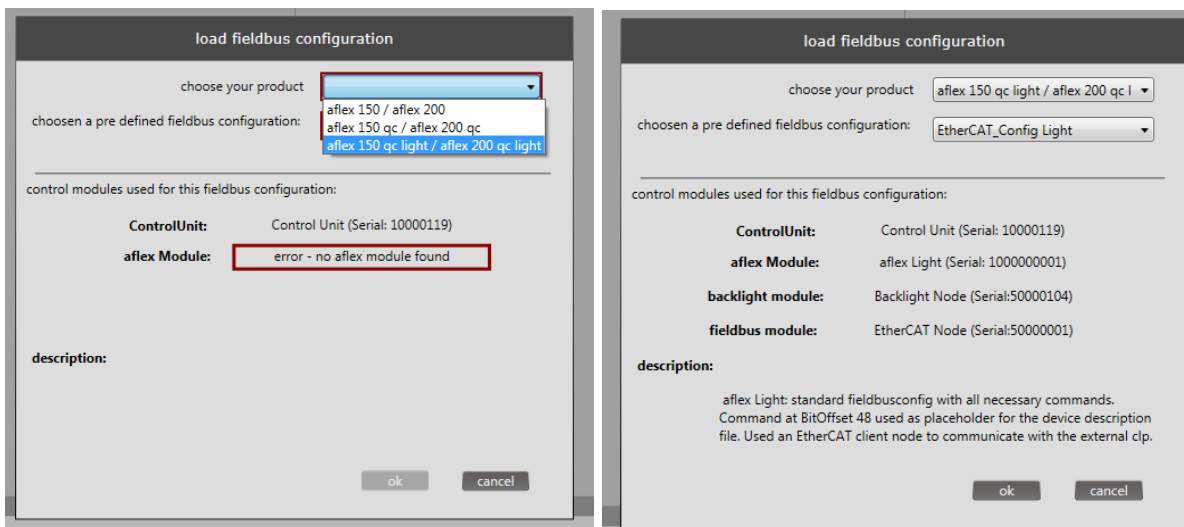 load fieldbus configuration
choose your product
aflex 150 / aflex 200
choosen a pre defined fieldbus configuration:
aflex 150 qc / aflex 200 qc
aflex 150 qc light / aflex 200 qc light
control modules used for this fieldbus configuration:
ControlUnit: Control Unit (Serial: 10000119)
aflex Module: error - no aflex module found
description:
ok cancel
load fieldbus configuration
choose your product aflex 150 qc light / aflex 200 qc l
choosen a pre defined fieldbus configuration: EtherCAT_Config Light
control modules used for this fieldbus configuration:
ControlUnit: Control Unit (Serial: 10000119)
aflex Module: aflex Light (Serial: 1000000001)
backlight module: Backlight Node (Serial:50000104)
fieldbus module: EtherCAT Node (Serial:50000001)
description:
aflex Light: standard fieldbusconfig with all necessary commands.
Command at BitOffset 48 used as placeholder for the device description
file. Used an EtherCAT client node to communicate with the external clp.
ok cancel